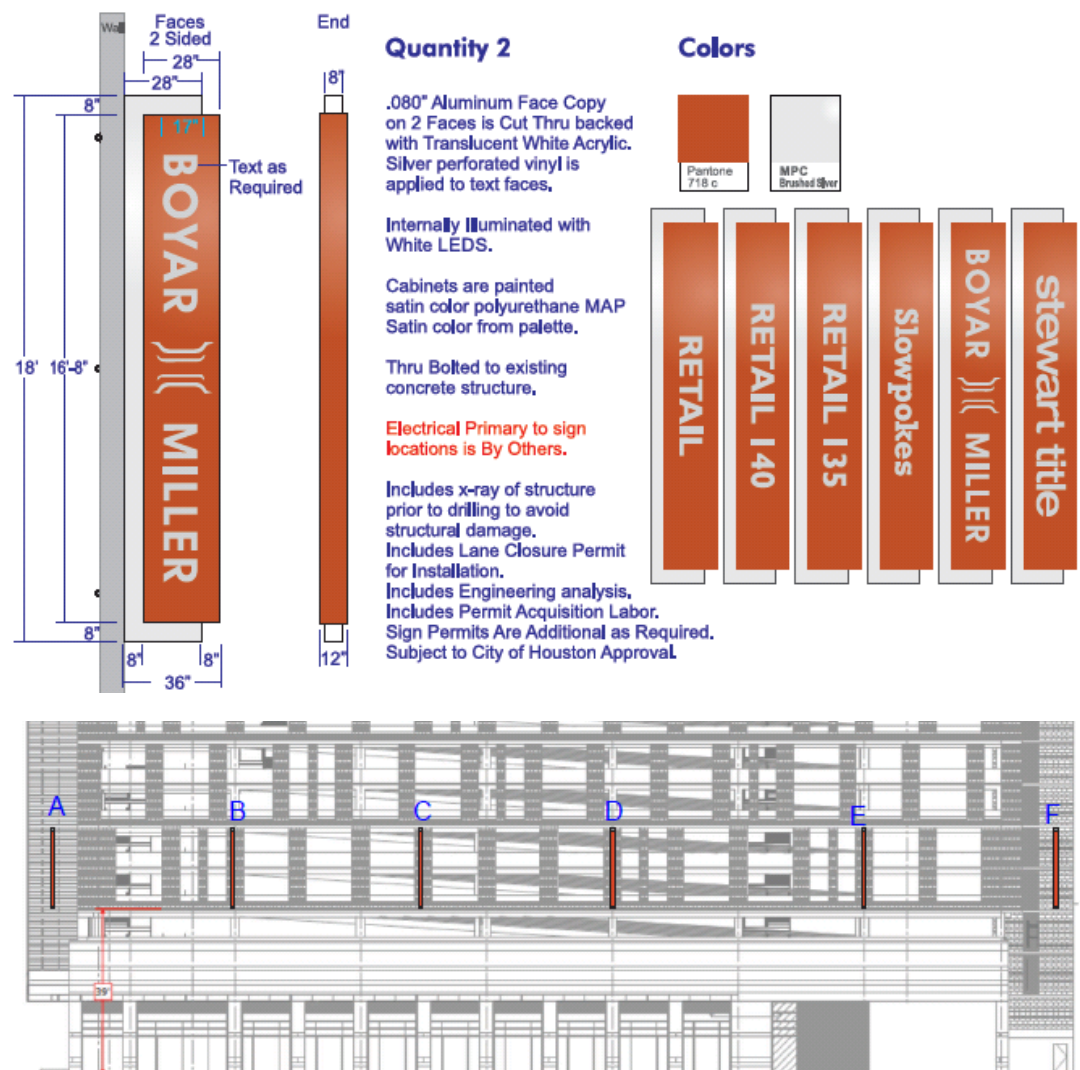 Wall
Faces
2 Sided
28"
28"
8"
17"
BOYAR MILLER
Text as
Required
18'
16'-8"
8"
8"
8"
36"
End
8"
12"
Quantity 2
.080" Aluminum Face Copy
on 2 Faces is Cut Thru backed
with Translucent White Acrylic.
Silver perforated vinyl is
applied to text faces.
Internally Illuminated with
White LEDS.
Cabinets are painted
satin color polyurethane MAP
Satin color from palette.
Thru Bolted to existing
concrete structure.
Electrical Primary to sign
locations is By Others.
Includes x-ray of structure
prior to drilling to avoid
structural damage.
Includes Lane Closure Permit
for Installation.
Includes Engineering analysis.
Includes Permit Acquisition Labor.
Sign Permits Are Additional as Required.
Subject to City of Houston Approval.
Colors
Pantone
718 c
MPC
Brushed Silver
RETAIL
RETAIL 140
RETAIL 135
Slowpokes
BOYAR MILLER
stewart title
A
B
C
D
E
F
39'